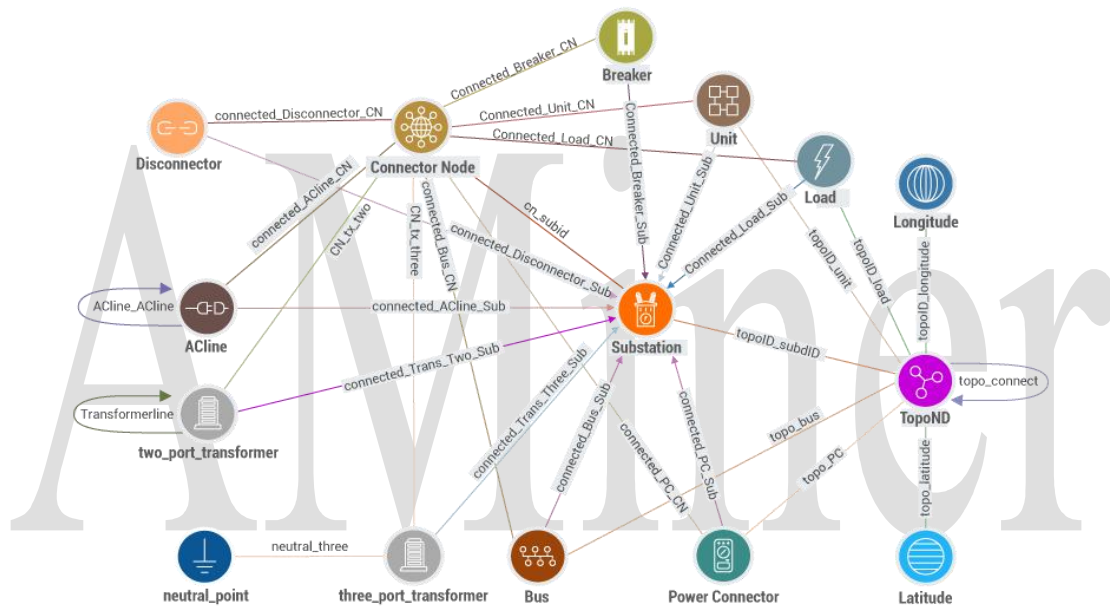 Connected_Breaker_CN
Breaker
connected_Disconnector_CN
Connected_Unit_CN
Connected_Load_CN
Disconnector
Connector Node
Unit
Load
Longitude
Connected_Breaker_Sub
Connected_Unit_Sub
Connected_Load_Sub
connected_ACline_CN
CN_tx_two
CN_tx_three
connected_Bus_CN
cn_subid
connected_Disconnector_Sub
topoID_unit
topoID_load
topoID_longitude
ACline_ACline
ACline
connected_ACline_Sub
Substation
topoID_subdID
topo_connect
TopoND
connected_Trans_Two_Sub
Transformerline
two_port_transformer
connected_Trans_Three_Sub
connected_Bus_Sub
connected_PC_Sub
connected_PC_CN
topo_bus
topo_PC
topo_latitude
neutral_point
neutral_three
three_port_transformer
Bus
Power Connector
Latitude
AMiner